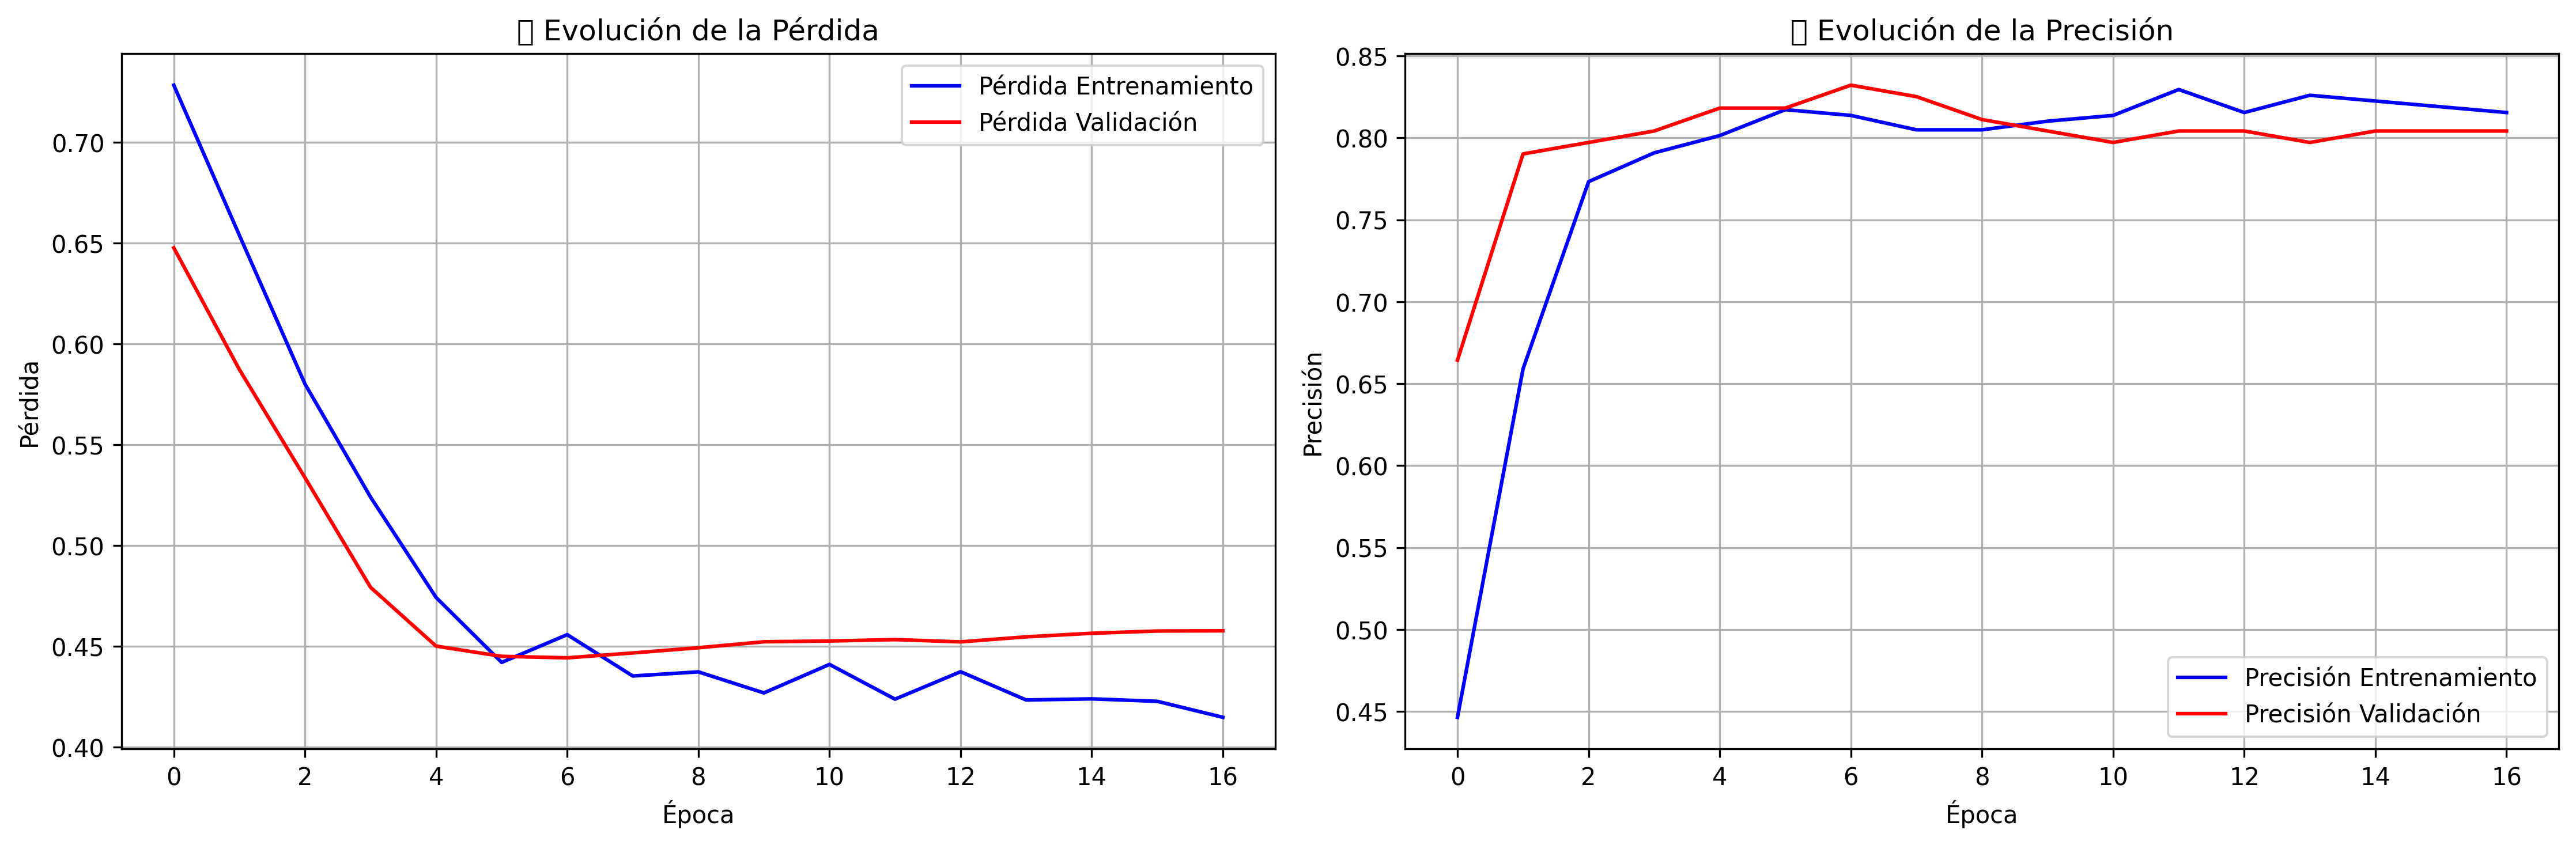 Evolución de la Pérdida
Pérdida Entrenamiento
Pérdida Validación
Pérdida
0.70
0.65
0.60
0.55
0.50
0.45
0.40
0 2 4 6 8 10 12 14 16
Época
Evolución de la Precisión
Precisión
0.85
0.80
0.75
0.70
0.65
0.60
0.55
0.50
0.45
Precisión Entrenamiento
Precisión Validación
0 2 4 6 8 10 12 14 16
Época